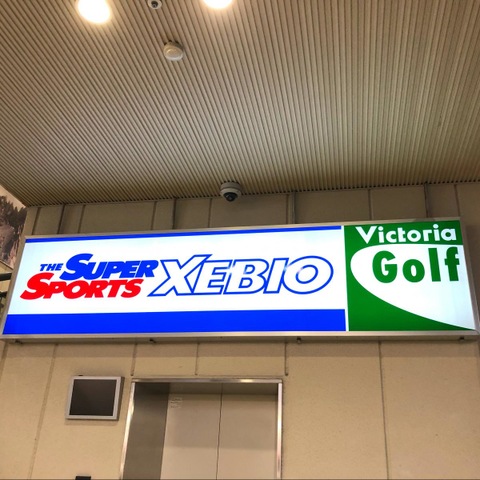 THE SUPER
SPORTS
XEBIO
Victoria
Golf